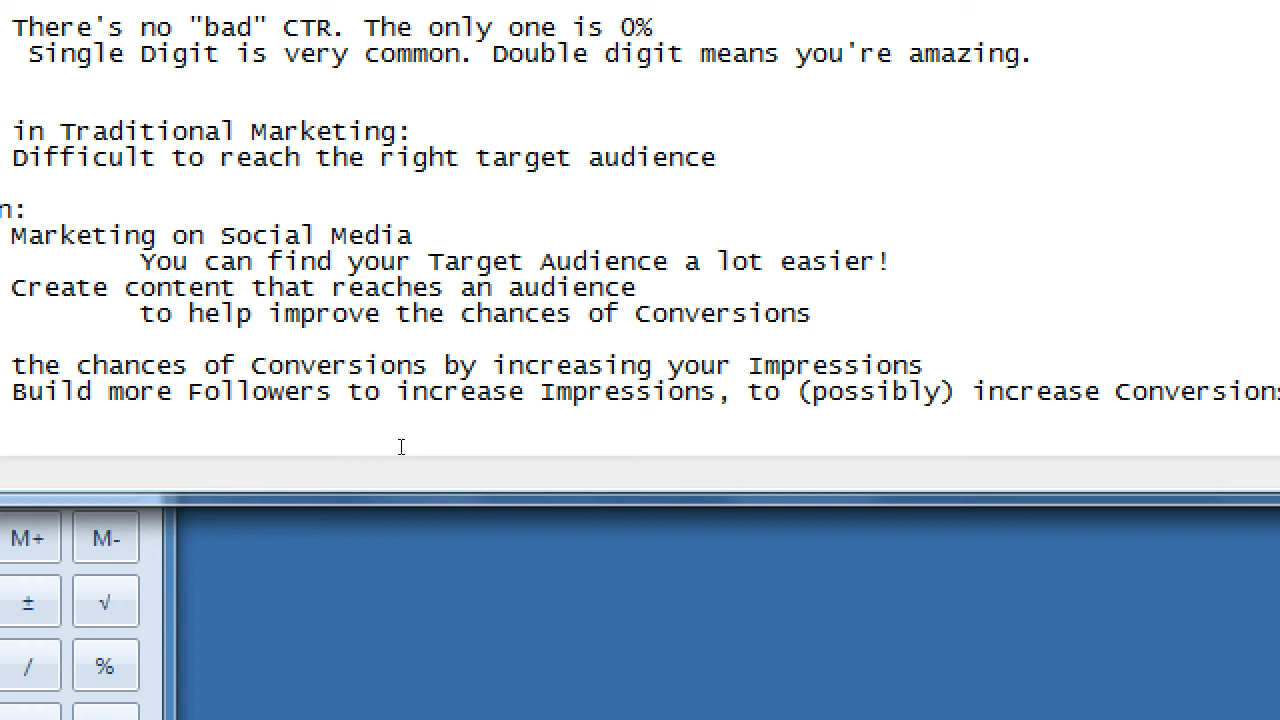 There's no "bad" CTR. The only one is 0%
Single Digit is very common. Double digit means you're amazing.
in Traditional Marketing:
Difficult to reach the right target audience
n:
Marketing on Social Media
You can find your Target Audience a lot easier!
Create content that reaches an audience
to help improve the chances of Conversions
the chances of Conversions by increasing your Impressions
Build more Followers to increase Impressions, to (possibly) increase Conversions
M+ M-
± √
/ %